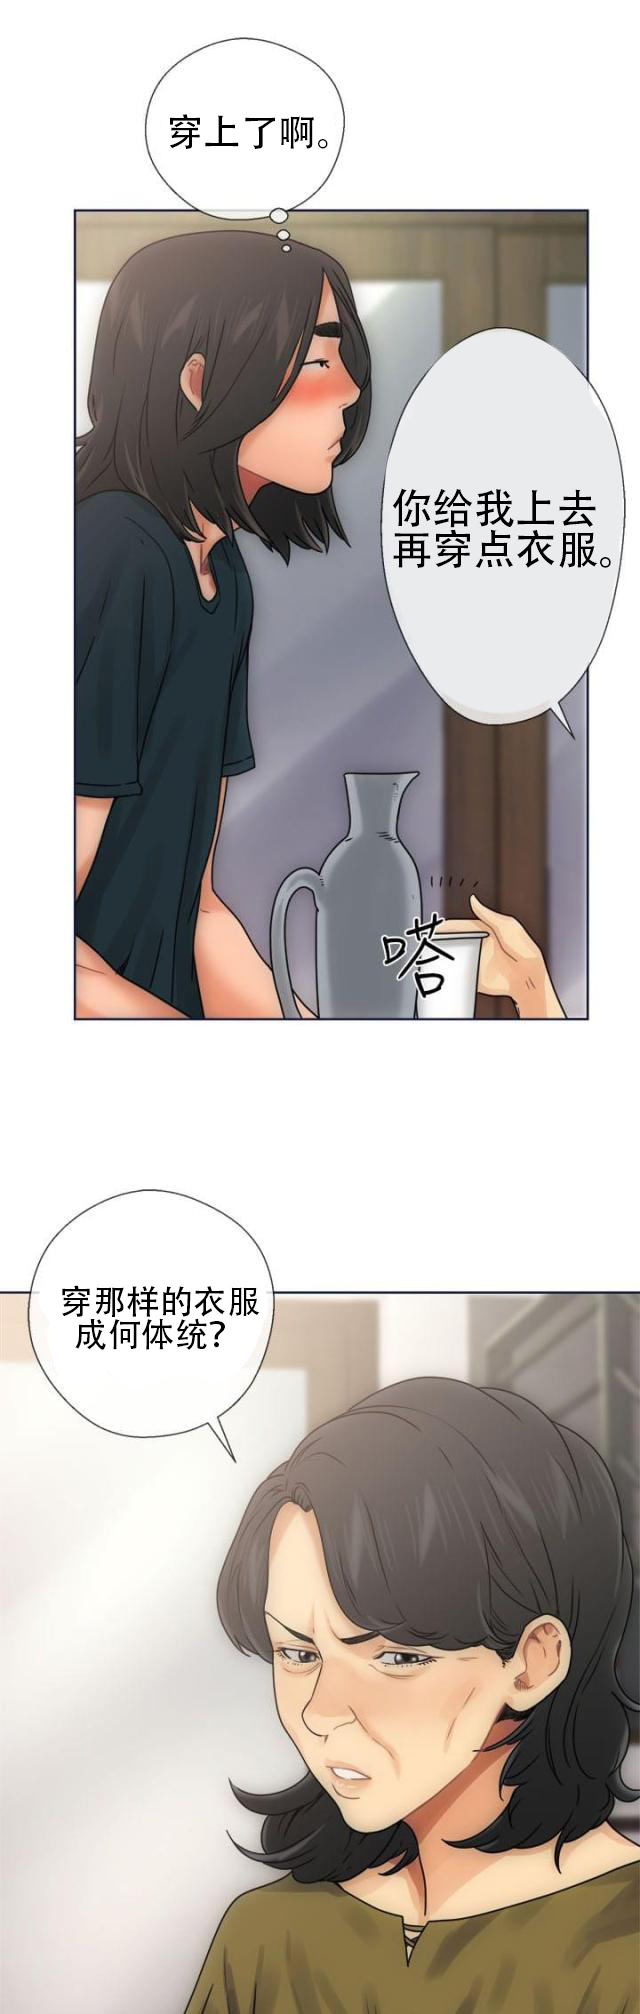 穿上了啊。
你给我上去
再穿点衣服。
嗒
穿那样的衣服
成何体统？